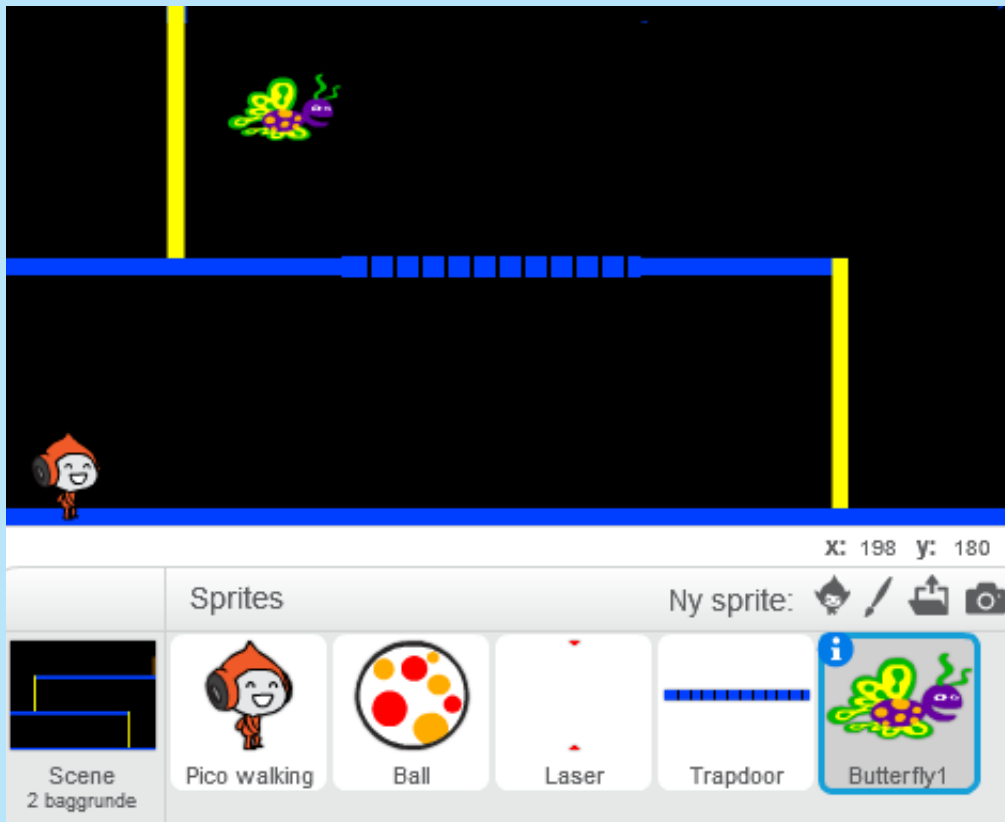 x: 198 y: 180
Sprites
Ny sprite:
Scene
2 baggrunde
Pico walking
Ball
Laser
Trapdoor
i
Butterfly1